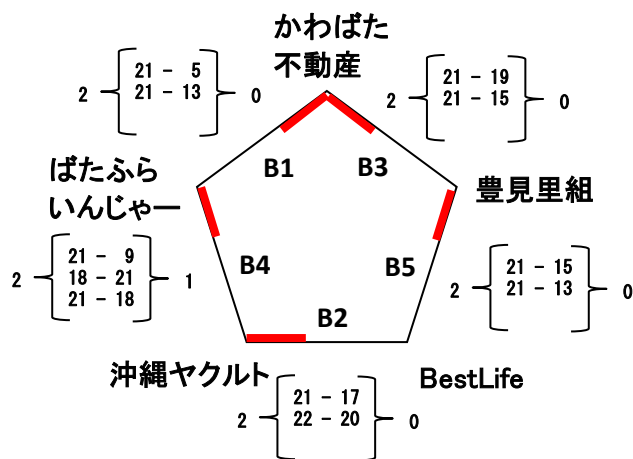 かわばた
不動産
2 21 - 5 0
21 - 13
2 21 - 19 0
21 - 15
B1
B3
ばたふら
いんじゃー
豊見里組
2 21 - 9 1
18 - 21
21 - 18
B4
B5
2 21 - 15 0
21 - 13
B2
沖縄ヤクルト
BestLife
2 21 - 17 0
22 - 20